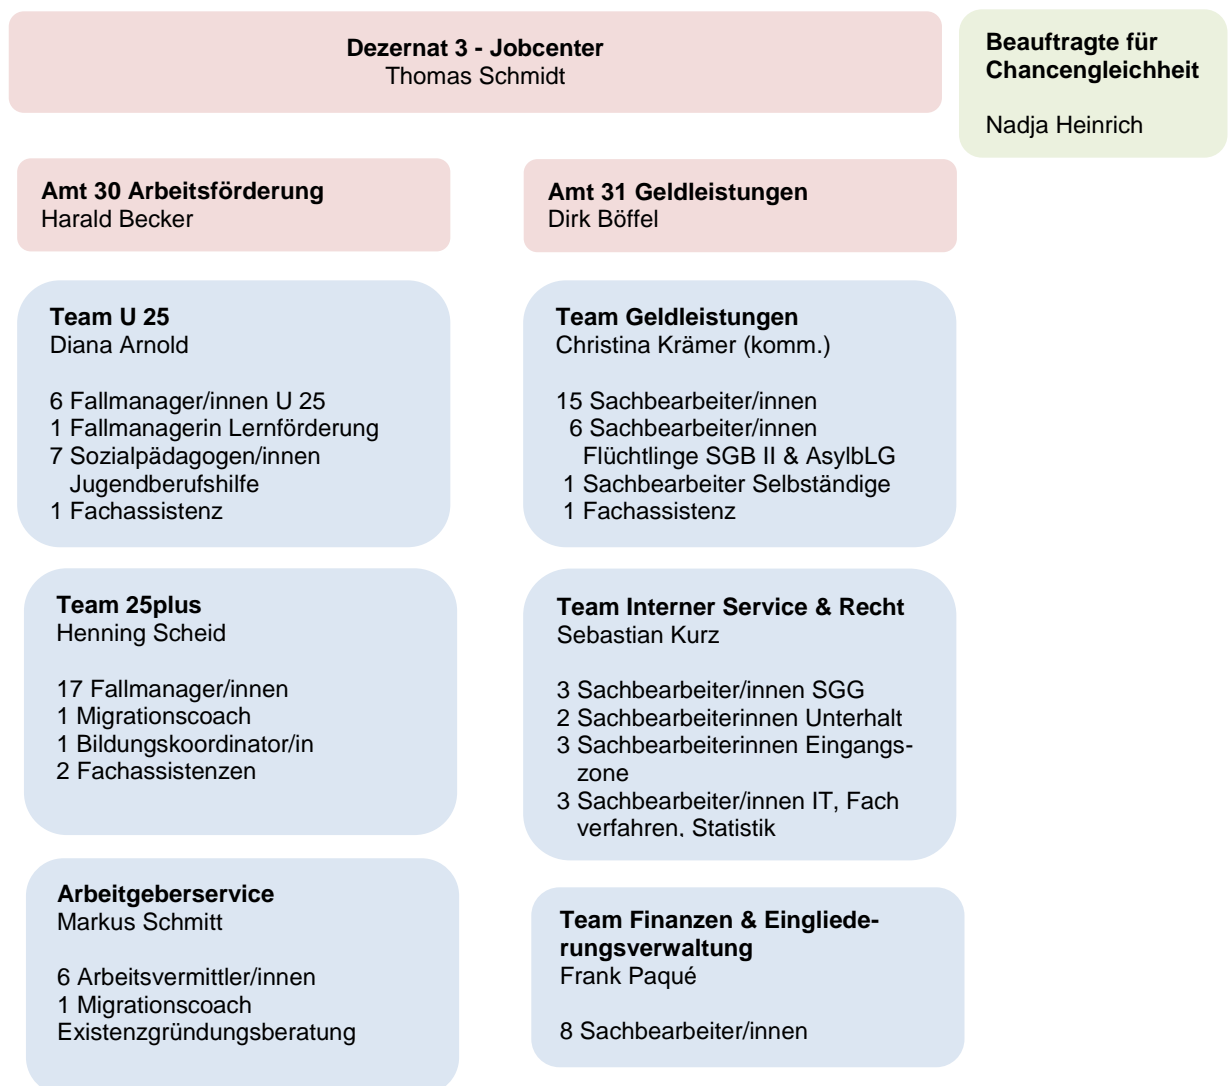 Dezernat 3 - Jobcenter
Thomas Schmidt
Beauftragte für
Chancengleichheit
Nadja Heinrich
Amt 30 Arbeitsförderung
Harald Becker
Amt 31 Geldleistungen
Dirk Böffel
Team U 25
Diana Arnold
6 Fallmanager/innen U 25
1 Fallmanagerin Lernförderung
7 Sozialpädagogen/innen
Jugendberufshilfe
1 Fachassistenz
Team Geldleistungen
Christina Krämer (komm.)
15 Sachbearbeiter/innen
6 Sachbearbeiter/innen
Flüchtlinge SGB II & AsylbLG
1 Sachbearbeiter Selbständige
1 Fachassistenz
Team 25plus
Henning Scheid
17 Fallmanager/innen
1 Migrationscoach
1 Bildungskoordinator/in
2 Fachassistenzen
Team Interner Service & Recht
Sebastian Kurz
3 Sachbearbeiter/innen SGG
2 Sachbearbeiterinnen Unterhalt
3 Sachbearbeiterinnen Eingangs-
zone
3 Sachbearbeiter/innen IT, Fach
verfahren, Statistik
Arbeitgeberservice
Markus Schmitt
6 Arbeitsvermittler/innen
1 Migrationscoach
Existenzgründungsberatung
Team Finanzen & Eingliede-
rungsverwaltung
Frank Paqué
8 Sachbearbeiter/innen